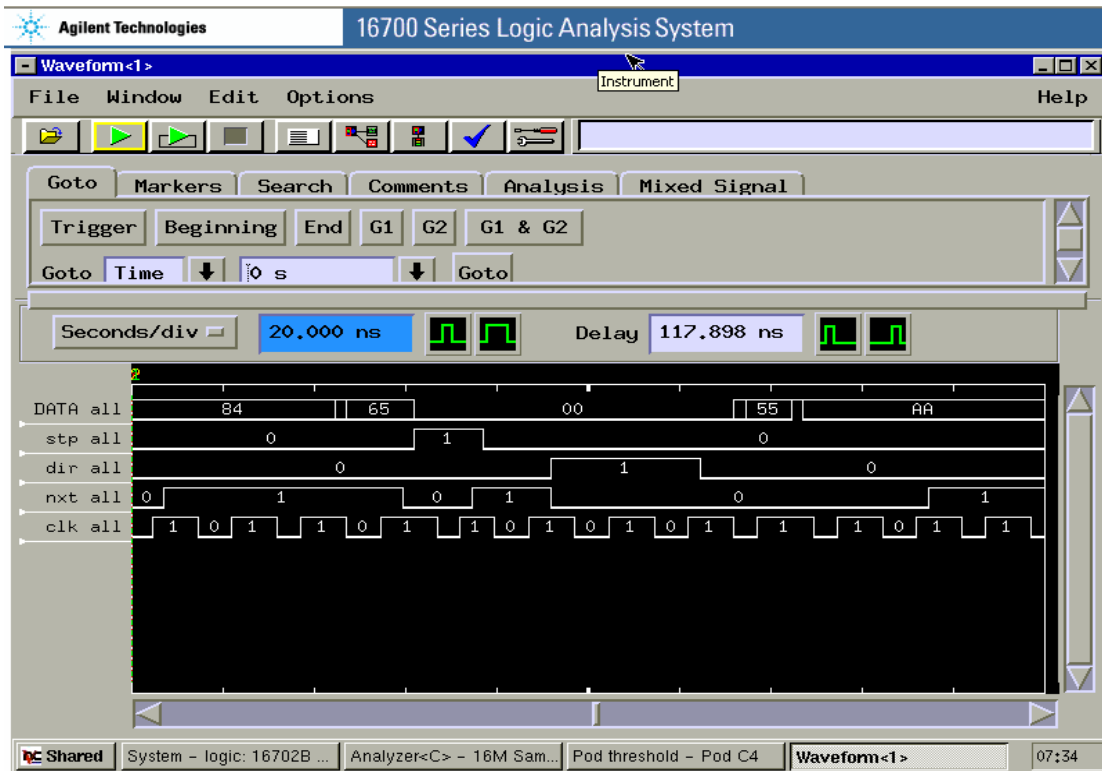 Agilent Technologies 16700 Series Logic Analysis System
Waveform<1>
Instrument
File Window Edit Options Help
Goto Markers Search Comments Analysis Mixed Signal
Trigger Beginning End G1 G2 G1 & G2
Goto Time 0 s Goto
Seconds/div 20.000 ns Delay 117.898 ns
DATA all 84 65 00 55 AA
stp all 0 1 0
dir all 0 1 0
nxt all 0 1 0 1 0 1
clk all 1 0 1 1 0 1 1 0 1 0 1 0 1 1 1 0 1 1
Shared System - logic: 16702B ... Analyzer<C> - 16M Sam... Pod threshold - Pod C4 Waveform<1> 07:34